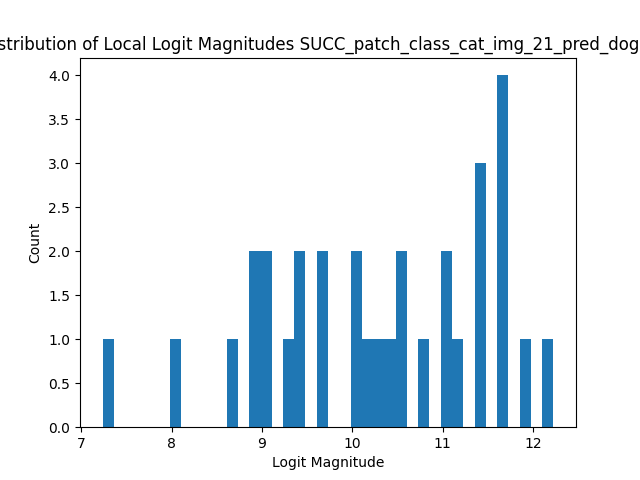 stribution of Local Logit Magnitudes SUCC_patch_class_cat_img_21_pred_dog
4.0
3.5
3.0
2.5
2.0
1.5
1.0
0.5
0.0
Count
7 8 9 10 11 12
Logit Magnitude